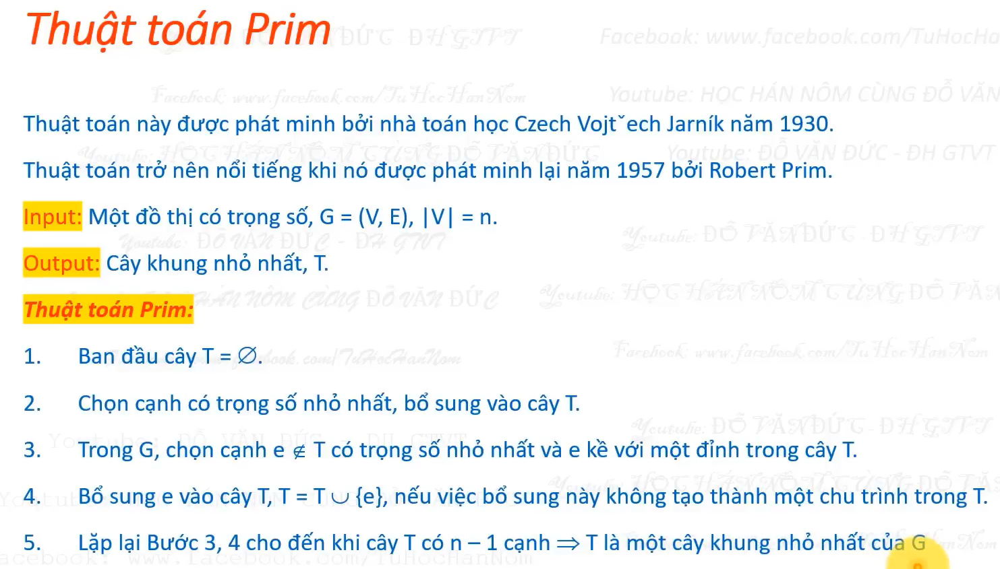 Thuật toán Prim
Thuật toán này được phát minh bởi nhà toán học Czech Vojtˇech Jarník năm 1930.
Thuật toán trở nên nổi tiếng khi nó được phát minh lại năm 1957 bởi Robert Prim.
Input: Một đồ thị có trọng số, G = (V, E), |V| = n.
Output: Cây khung nhỏ nhất, T.
Thuật toán Prim:
1. Ban đầu cây T = ∅.
2. Chọn cạnh có trọng số nhỏ nhất, bổ sung vào cây T.
3. Trong G, chọn cạnh e ∉ T có trọng số nhỏ nhất và e kề với một đỉnh trong cây T.
4. Bổ sung e vào cây T, T = T ∪ {e}, nếu việc bổ sung này không tạo thành một chu trình trong T.
5. Lặp lại Bước 3, 4 cho đến khi cây T có n – 1 cạnh ⇒ T là một cây khung nhỏ nhất của G